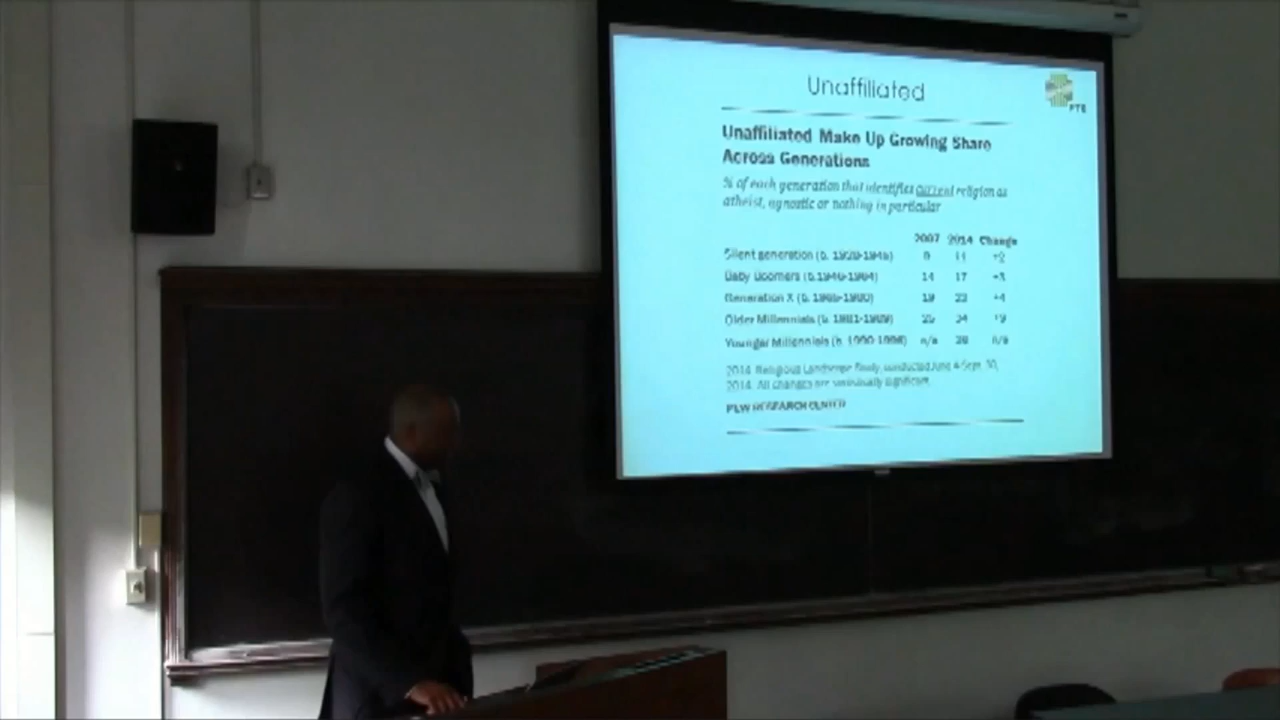 Unaffiliated
FTE
Unaffiliated Make Up Growing Share
Across Generations
% of each generation that identifies current religion as
atheist, agnostic or nothing in particular
2007 2014 Change
Silent generation (b. 1928-1945) 9 11 +2
Baby Boomers (b.1946-1964) 14 17 +3
Generation X (b. 1965-1980) 19 23 +4
Older Millennials (b. 1981-1989) 25 34 +9
Younger Millennials (b. 1990-1996) n/a 36 n/a
2014 Religious Landscape Study, conducted June 4-Sept. 30,
2014. All changes are statistically significant.
PEW RESEARCH CENTER